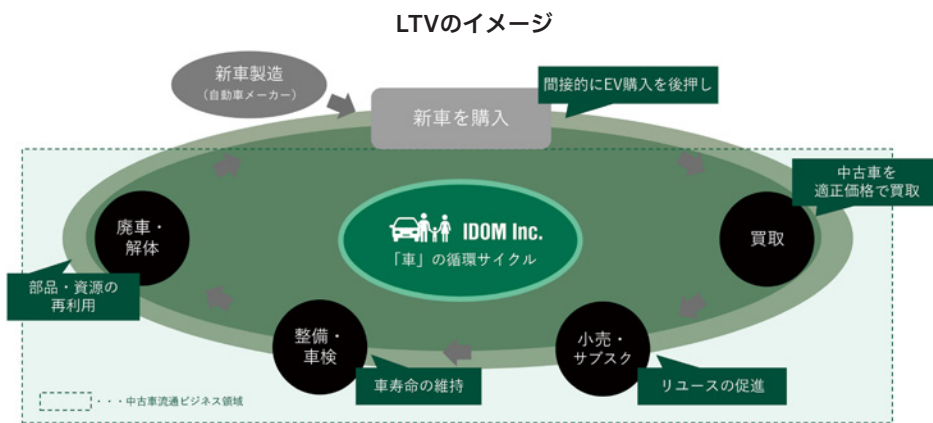 LTVのイメージ
新車製造
（自動車メーカー）
新車を購入
間接的にEV購入を後押し
中古車を
適正価格で買取
買取
小売・
サブスク
リユースの促進
整備・
車検
車寿命の維持
廃車・
解体
部品・資源の
再利用
IDOM Inc.
「車」の循環サイクル
・・・中古車流通ビジネス領域